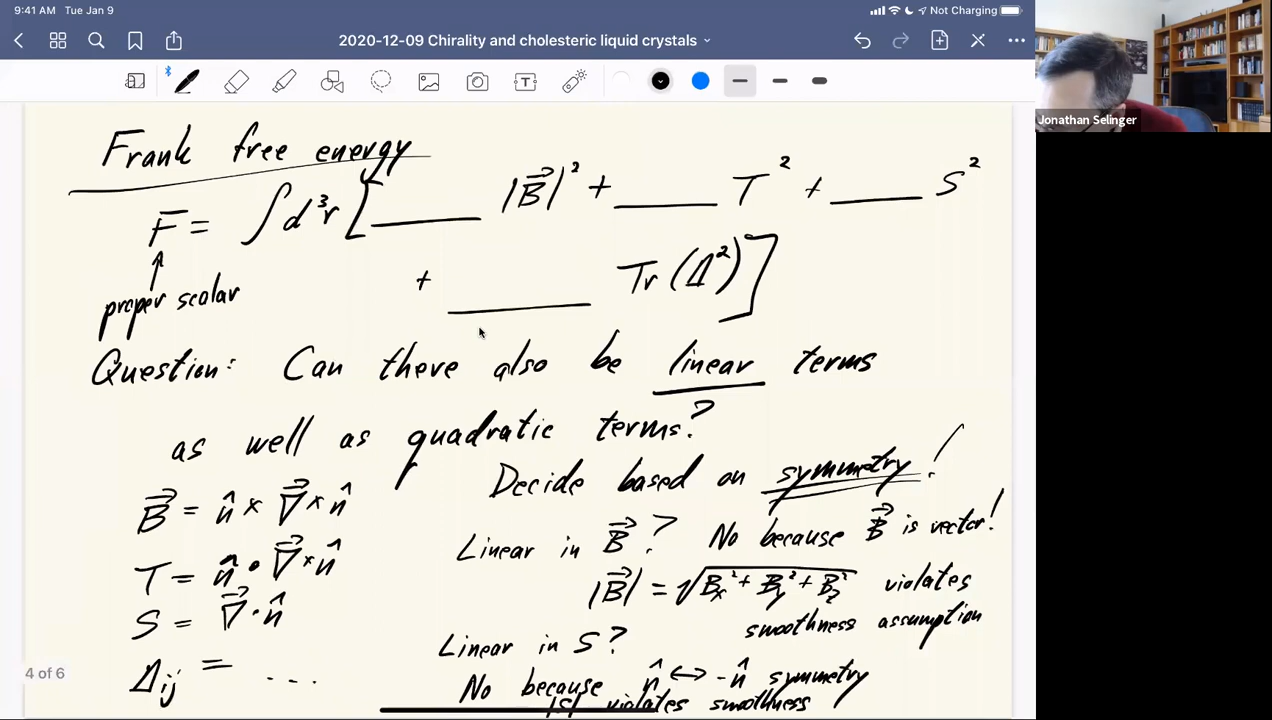 9:41 AM Tue Jan 9
Not Charging
2020-12-09 Chirality and cholesteric liquid crystals
Jonathan Selinger
Frank free energy
F = ∫ d³r [ ____ |B⃗|² + ____ T² + ____ S²
+ ____ Tr (Δ²) ]
proper scalar
Question: Can there also be linear terms
as well as quadratic terms?
Decide based on symmetry!
B⃗ = n̂ × ∇⃗ × n̂
T = n̂ • ∇⃗ × n̂
S = ∇⃗ · n̂
Δij = ....
Linear in B⃗? No because B⃗ is vector!
|B⃗| = √(Bx² + By² + Bz²) violates
smoothness assumption
Linear in S?
No because n̂ ↔ -n̂ symmetry
|S| violates smoothness
4 of 6